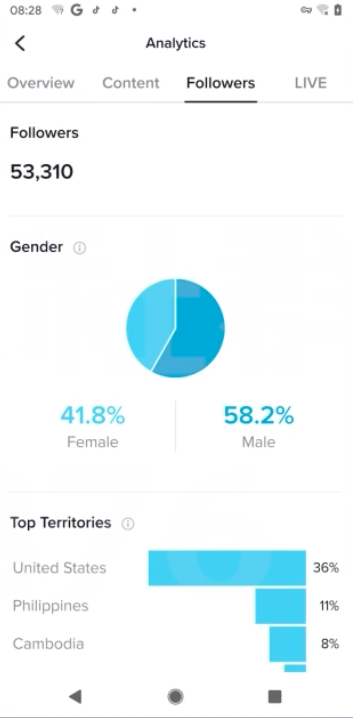 08:28
Analytics
Overview Content Followers LIVE
Followers
53,310
Gender
41.8% 58.2%
Female Male
Top Territories
United States 36%
Philippines 11%
Cambodia 8%